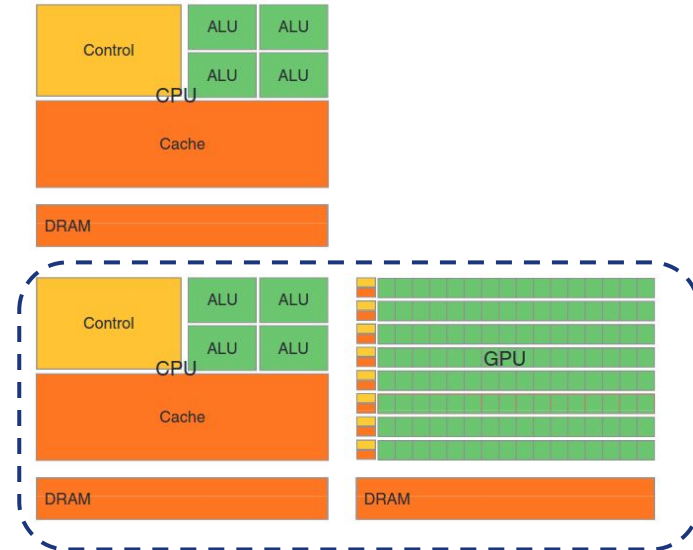 ALU ALU
Control
ALU ALU
CPU
Cache
DRAM
ALU ALU
Control
ALU ALU
GPU
CPU
Cache
DRAM
DRAM